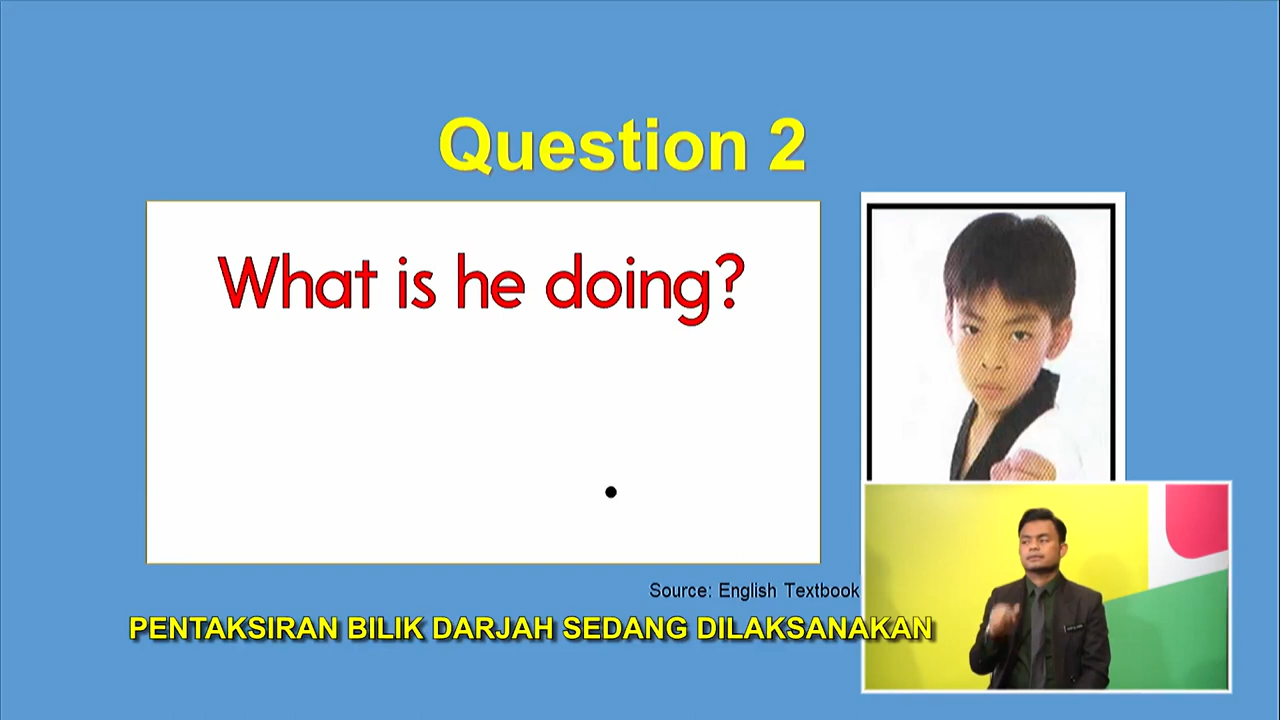 Question 2
What is he doing?
.
Source: English Textbook
PENTAKSIRAN BILIK DARJAH SEDANG DILAKSANAKAN